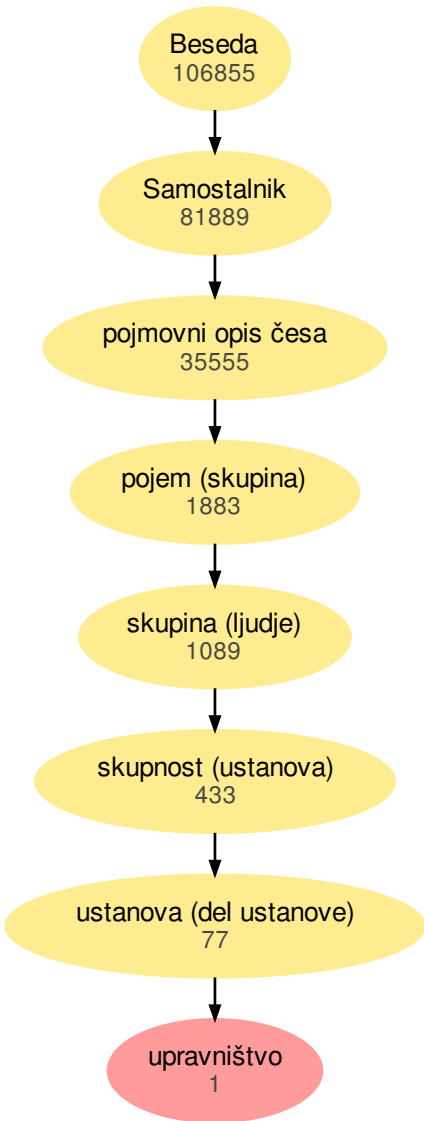 Beseda
106855
Samostalnik
81889
pojmovni opis česa
35555
pojem (skupina)
1883
skupina (ljudje)
1089
skupnost (ustanova)
433
ustanova (del ustanove)
77
upravništvo
1